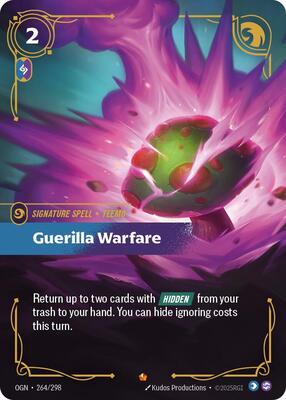 2
SIGNATURE SPELL • TEEMO
Guerilla Warfare
Return up to two cards with HIDDEN from your
trash to your hand. You can hide ignoring costs
this turn.
OGN • 264/298
Kudos Productions • ©2025RGI